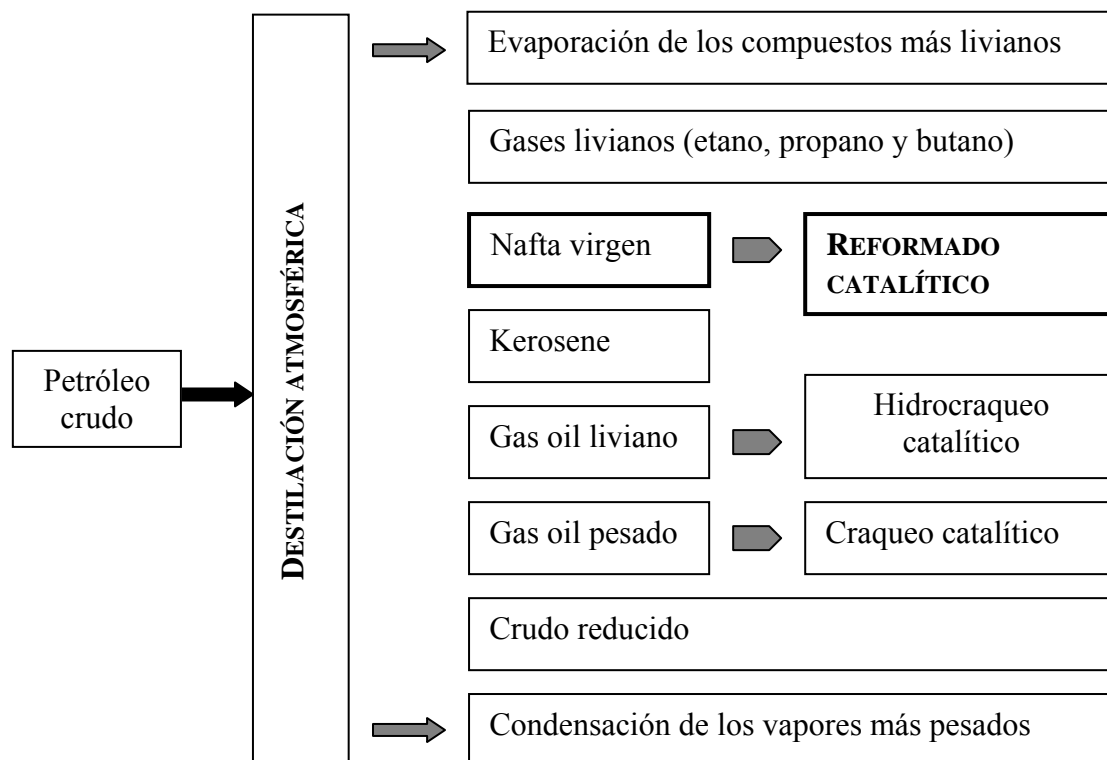 Evaporación de los compuestos más livianos
Gases livianos (etano, propano y butano)
Nafta virgen
REFORMADO
CATALÍTICO
Kerosene
Petróleo
crudo
DESTILACIÓN ATMOSFÉRICA
Gas oil liviano
Hidrocraqueo
catalítico
Gas oil pesado
Craqueo catalítico
Crudo reducido
Condensación de los vapores más pesados